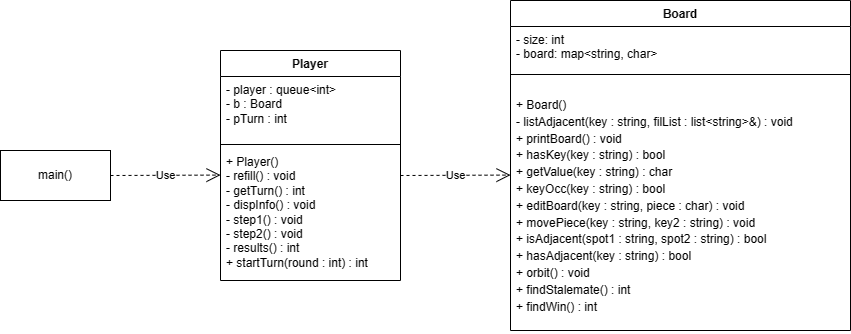 main()
Use
Player
- player : queue<int>
- b : Board
- pTurn : int
+ Player()
- refill() : void
- getTurn() : int
- dispInfo() : void
- step1() : void
- step2() : void
- results() : int
+ startTurn(round : int) : int
Use
Board
- size: int
- board: map<string, char>
+ Board()
- listAdjacent(key : string, filList : list<string>&) : void
+ printBoard() : void
+ hasKey(key : string) : bool
+ getValue(key : string) : char
+ keyOcc(key : string) : bool
+ editBoard(key : string, piece : char) : void
+ movePiece(key : string, key2 : string) : void
+ isAdjacent(spot1 : string, spot2 : string) : bool
+ hasAdjacent(key : string) : bool
+ orbit() : void
+ findStalemate() : int
+ findWin() : int